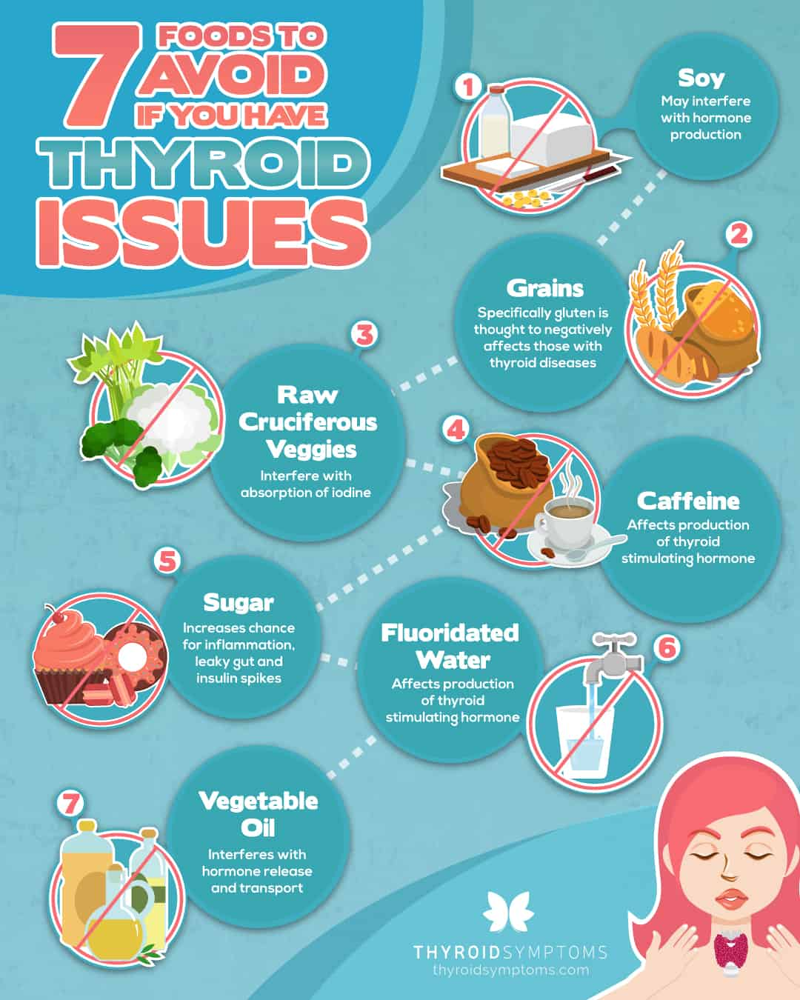 7 FOODS TO
AVOID
IF YOU HAVE
THYROID
ISSUES
1
Soy
May interfere
with hormone
production
2
Grains
Specifically gluten is
thought to negatively
affects those with
thyroid diseases
3
Raw
Cruciferous
Veggies
Interfere with
absorption of iodine
4
Caffeine
Affects production
of thyroid
stimulating hormone
5
Sugar
Increases chance
for inflammation,
leaky gut and
insulin spikes
6
Fluoridated
Water
Affects production
of thyroid
stimulating hormone
7
Vegetable
Oil
Interferes with
hormone release
and transport
THYROIDSYMPTOMS
thyroidsymptoms.com